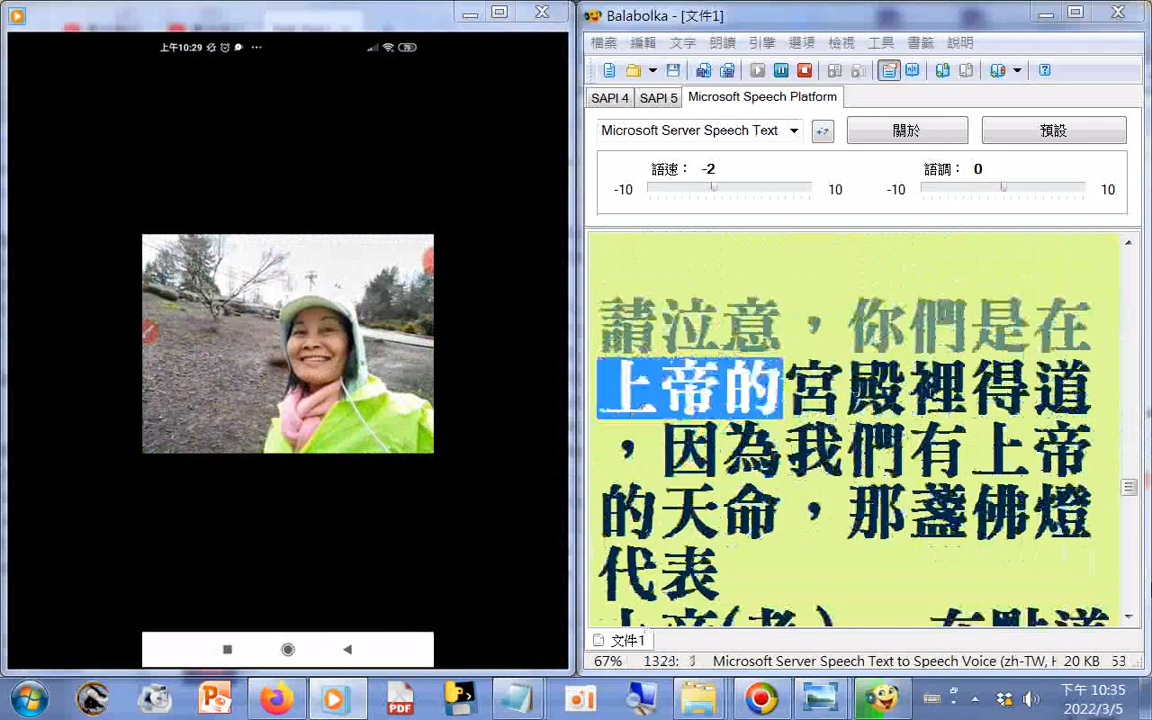 上午10:29
76
Balabolka - [文件1]
檔案 編輯 文字 朗讀 引擎 選項 檢視 工具 書籤 說明
SAPI 4 SAPI 5 Microsoft Speech Platform
Microsoft Server Speech Text 關於 預設
語速： -2 語調： 0
-10 10 -10 10
請泣意，你們是在
上帝的宮殿裡得道
，因為我們有上帝
的天命，那盞佛燈
代表
文件1
67% 1328: Microsoft Server Speech Text to Speech Voice (zh-TW, H 20 KB 53
下午 10:35
2022/3/5